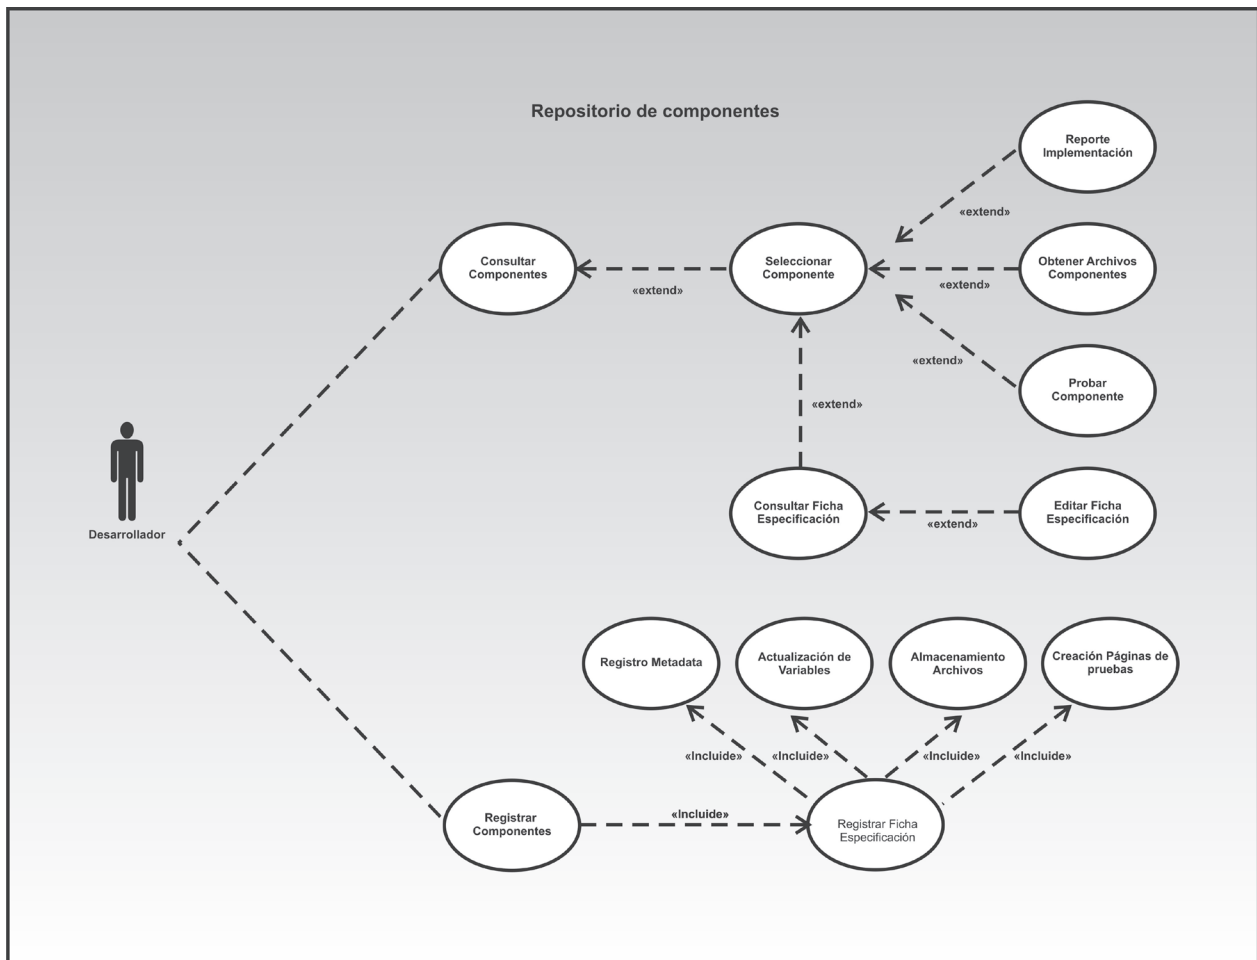 Repositorio de componentes
Reporte
Implementación
«extend»
Consultar
Componentes
«extend»
Seleccionar
Componente
«extend»
Obtener Archivos
Componentes
«extend»
Probar
Componente
«extend»
Desarrollador
Consultar Ficha
Especificación
«extend»
Editar Ficha
Especificación
Registro Metadata
Actualización de
Variables
Almacenamiento
Archivos
Creación Páginas de
pruebas
«Incluide»
«Incluide»
«Incluide»
«Incluide»
Registrar
Componentes
«Incluide»
Registrar Ficha
Especificación